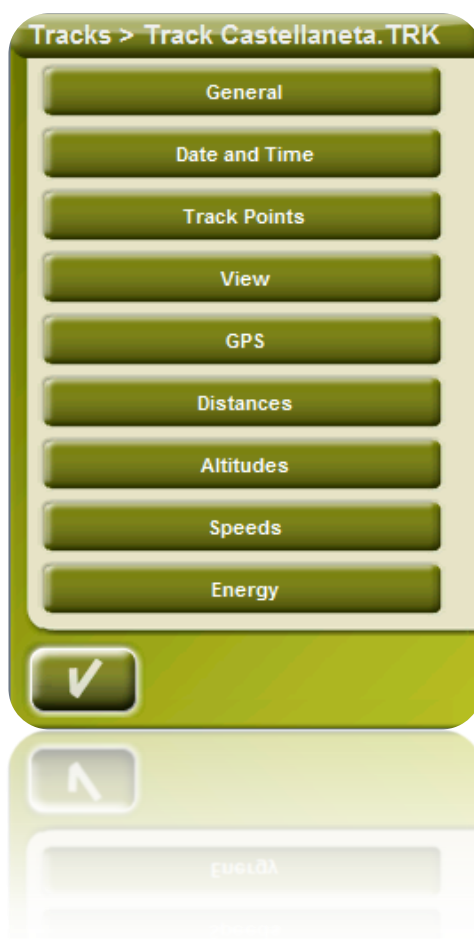 Tracks > Track Castellaneta.TRK
General
Date and Time
Track Points
View
GPS
Distances
Altitudes
Speeds
Energy